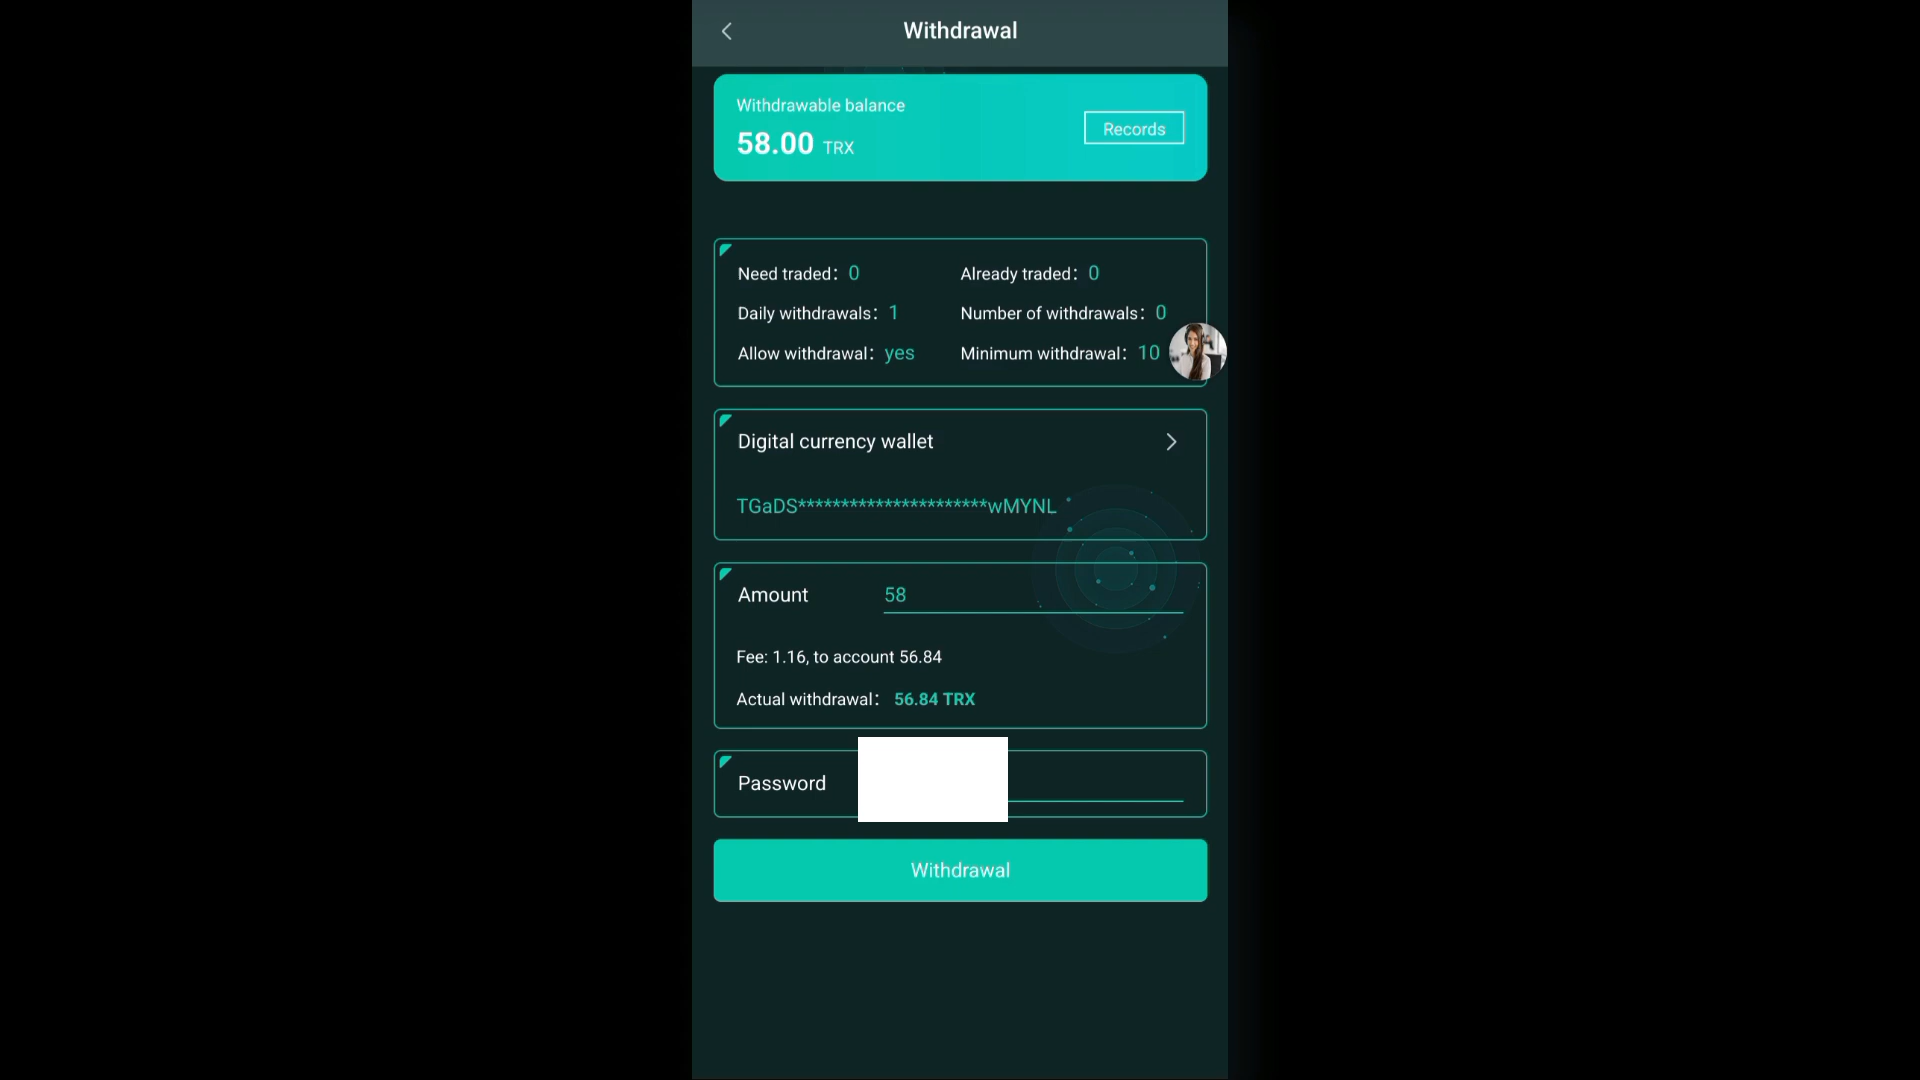 Withdrawal
Withdrawable balance
58.00 TRX
Records
Need traded: 0 Already traded: 0
Daily withdrawals: 1 Number of withdrawals: 0
Allow withdrawal: yes Minimum withdrawal: 10
Digital currency wallet
TGaDS**********************wMYNL
Amount 58
Fee: 1.16, to account 56.84
Actual withdrawal: 56.84 TRX
Password
Withdrawal